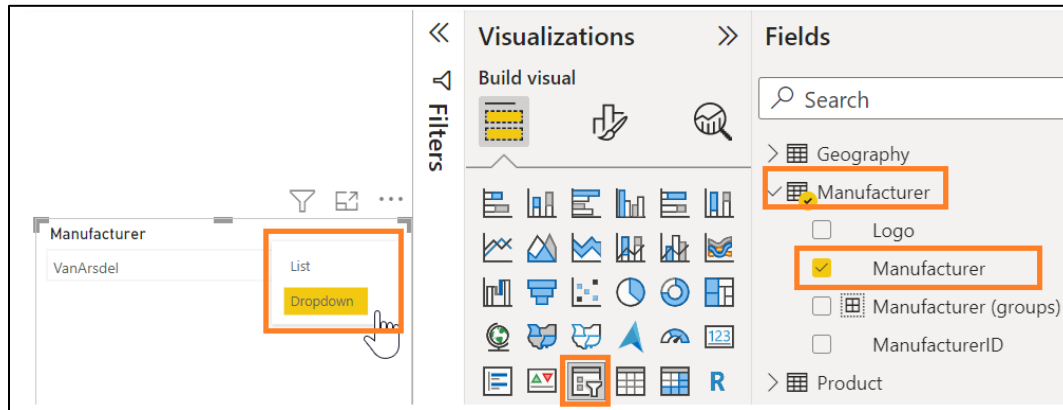 Manufacturer
VanArsdel
List
Dropdown
Filters
Visualizations
Build visual
123
R
Fields
Search
Geography
Manufacturer
Logo
Manufacturer
Manufacturer (groups)
ManufacturerID
Product